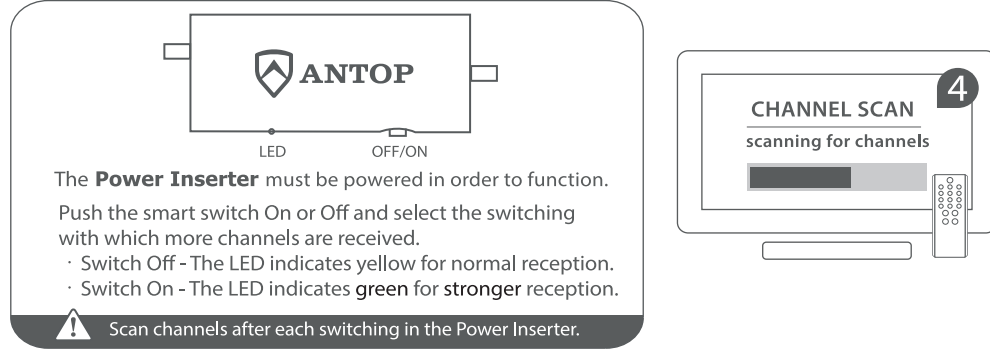 ANTOP
LED OFF/ON
The Power Inserter must be powered in order to function.
Push the smart switch On or Off and select the switching
with which more channels are received.
· Switch Off - The LED indicates yellow for normal reception.
· Switch On - The LED indicates green for stronger reception.
Scan channels after each switching in the Power Inserter.
4
CHANNEL SCAN
scanning for channels